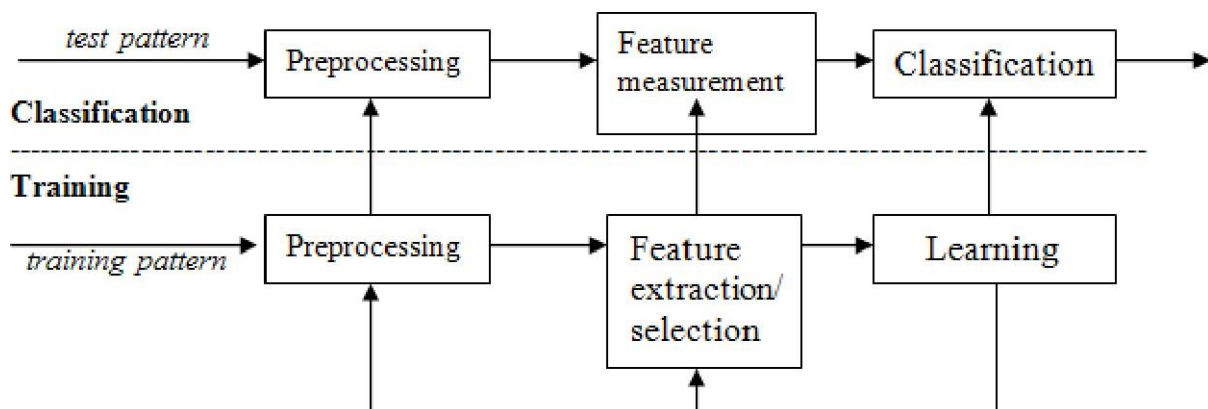 test pattern
Preprocessing
Feature
measurement
Classification
Classification
Training
training pattern
Preprocessing
Feature
extraction/
selection
Learning